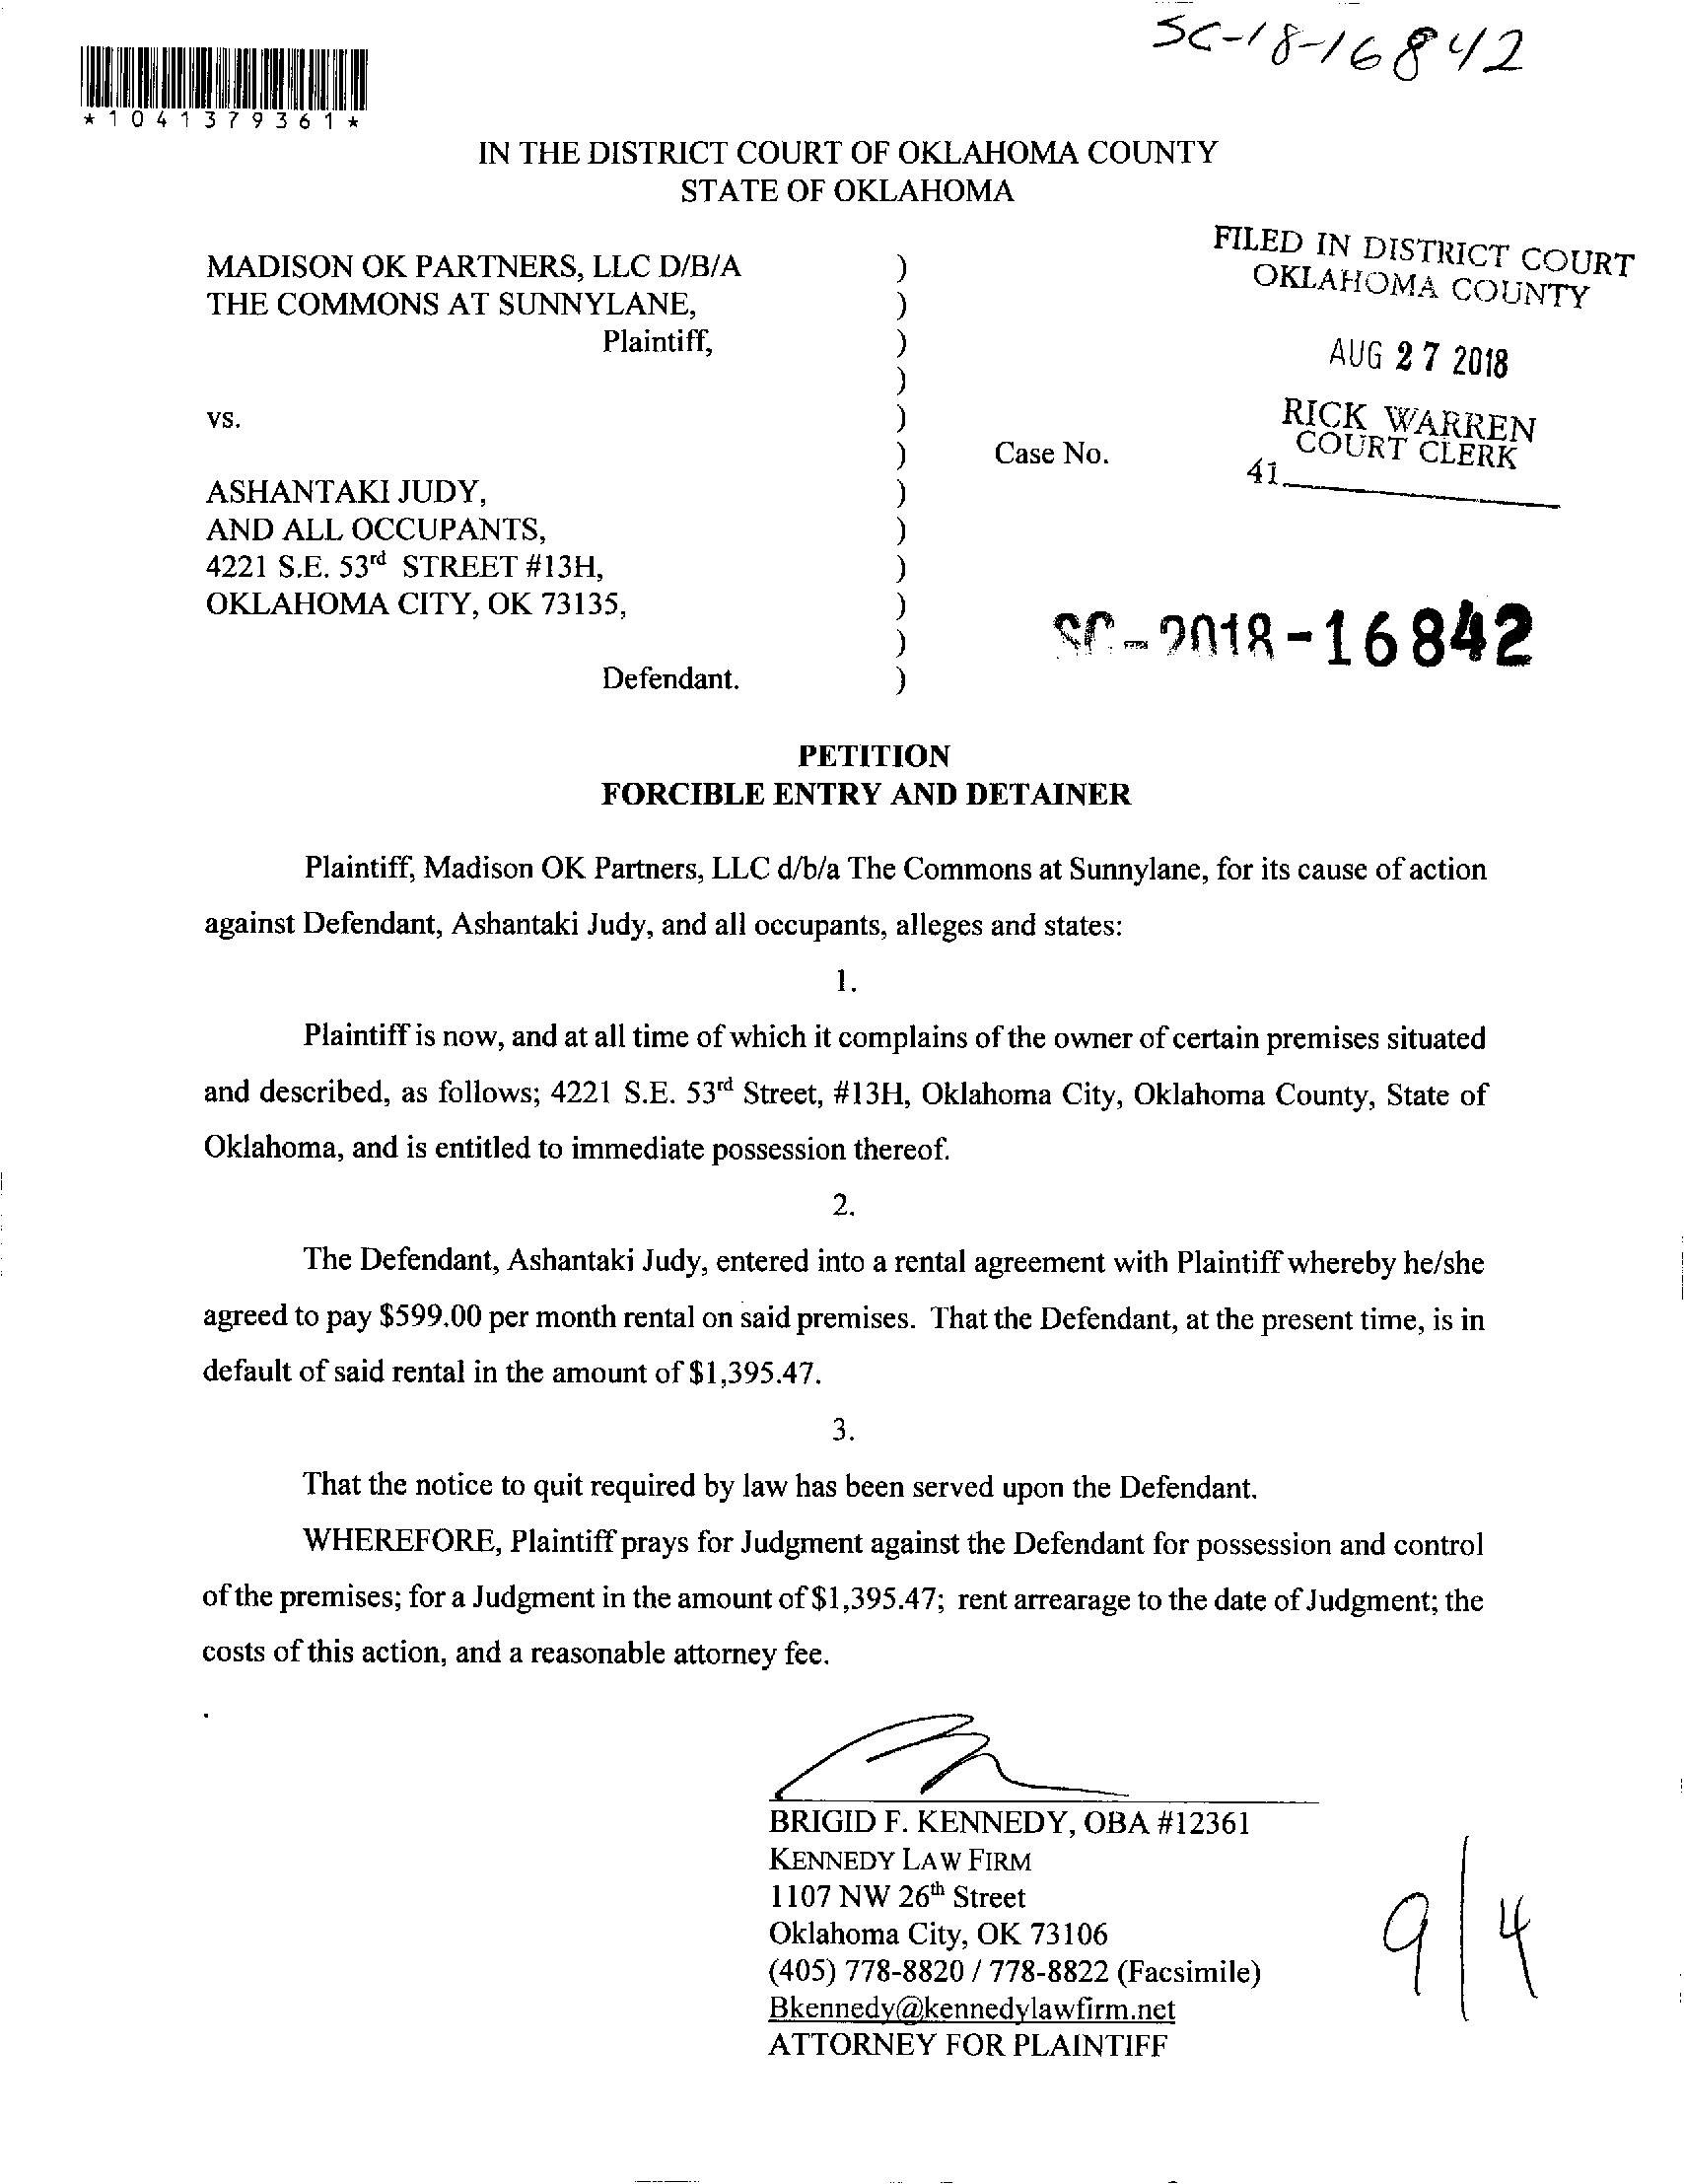 SC-18-16842
*1041379361*
IN THE DISTRICT COURT OF OKLAHOMA COUNTY
STATE OF OKLAHOMA
FILED IN DISTRICT COURT
OKLAHOMA COUNTY
AUG 27 2018
RICK WARREN
COURT CLERK
41
MADISON OK PARTNERS, LLC D/B/A )
THE COMMONS AT SUNNYLANE, )
Plaintiff, )
)
vs. )
) Case No.
ASHANTAKI JUDY, )
AND ALL OCCUPANTS, )
4221 S.E. 53rd STREET #13H, )
OKLAHOMA CITY, OK 73135, )
)
Defendant. )
SC-2018-16842
PETITION
FORCIBLE ENTRY AND DETAINER
Plaintiff, Madison OK Partners, LLC d/b/a The Commons at Sunnylane, for its cause of action
against Defendant, Ashantaki Judy, and all occupants, alleges and states:
1.
Plaintiff is now, and at all time of which it complains of the owner of certain premises situated
and described, as follows; 4221 S.E. 53rd Street, #13H, Oklahoma City, Oklahoma County, State of
Oklahoma, and is entitled to immediate possession thereof.
2.
The Defendant, Ashantaki Judy, entered into a rental agreement with Plaintiff whereby he/she
agreed to pay $599.00 per month rental on said premises. That the Defendant, at the present time, is in
default of said rental in the amount of $1,395.47.
3.
That the notice to quit required by law has been served upon the Defendant.
WHEREFORE, Plaintiff prays for Judgment against the Defendant for possession and control
of the premises; for a Judgment in the amount of $1,395.47; rent arrearage to the date of Judgment; the
costs of this action, and a reasonable attorney fee.
BRIGID F. KENNEDY, OBA #12361
KENNEDY LAW FIRM
1107 NW 26th Street
Oklahoma City, OK 73106
(405) 778-8820 / 778-8822 (Facsimile)
Bkennedy@kennedylawfirm.net
ATTORNEY FOR PLAINTIFF
9/4